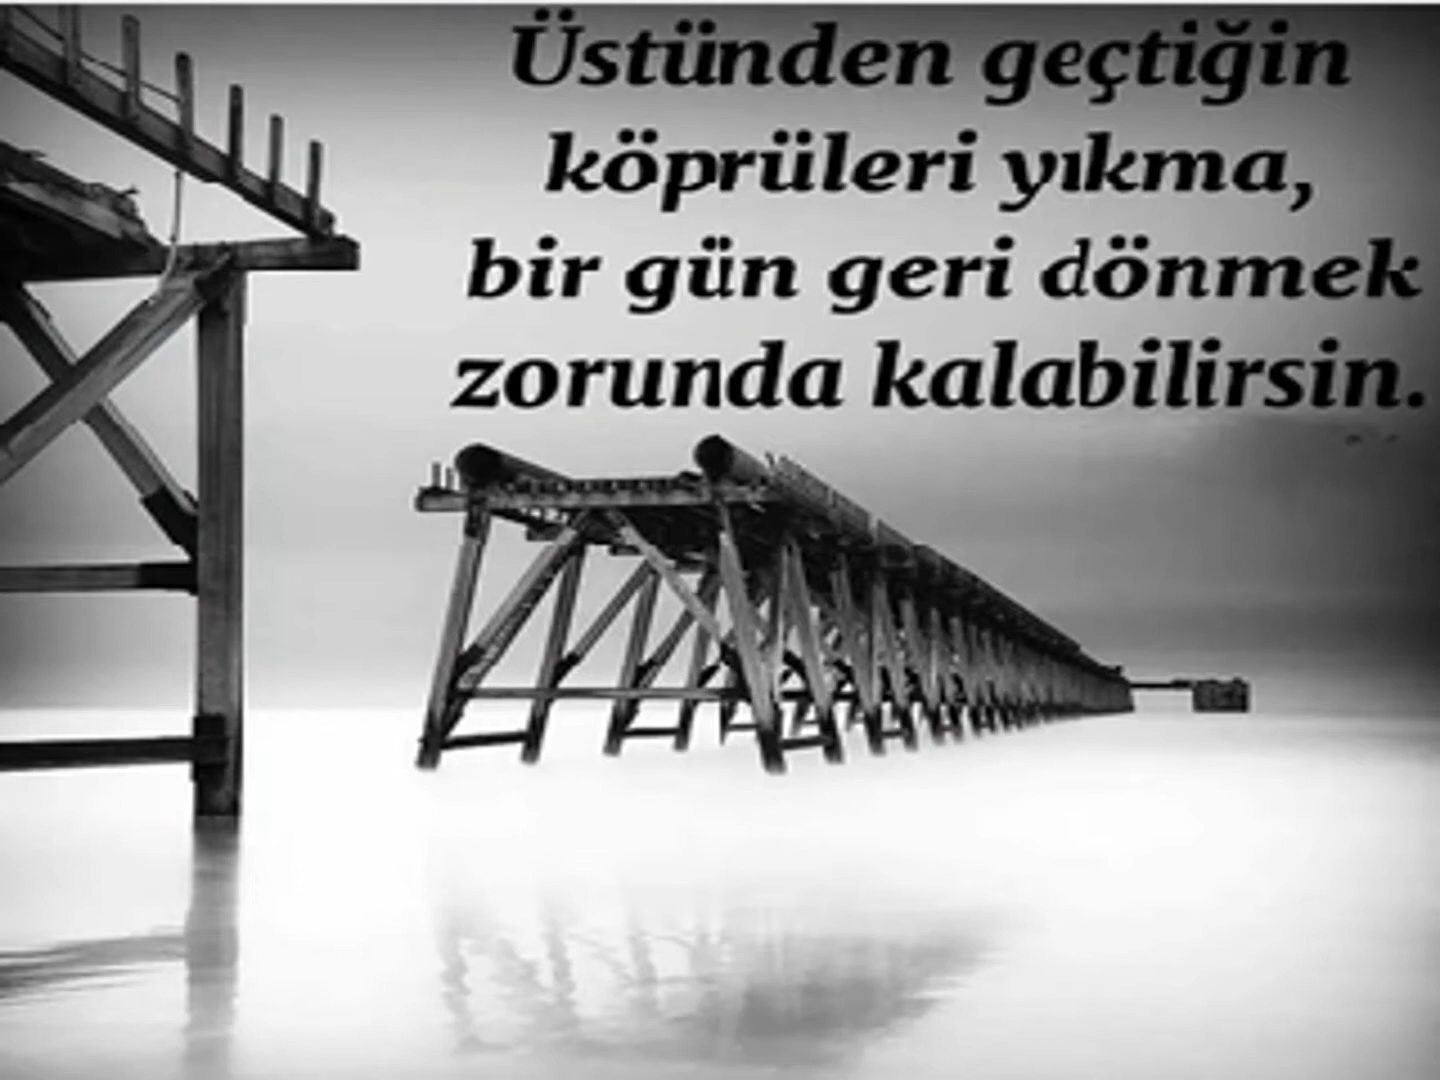 Üstünden geçtiğin
köprüleri yıkma,
bir gün geri dönmek
zorunda kalabilirsin.